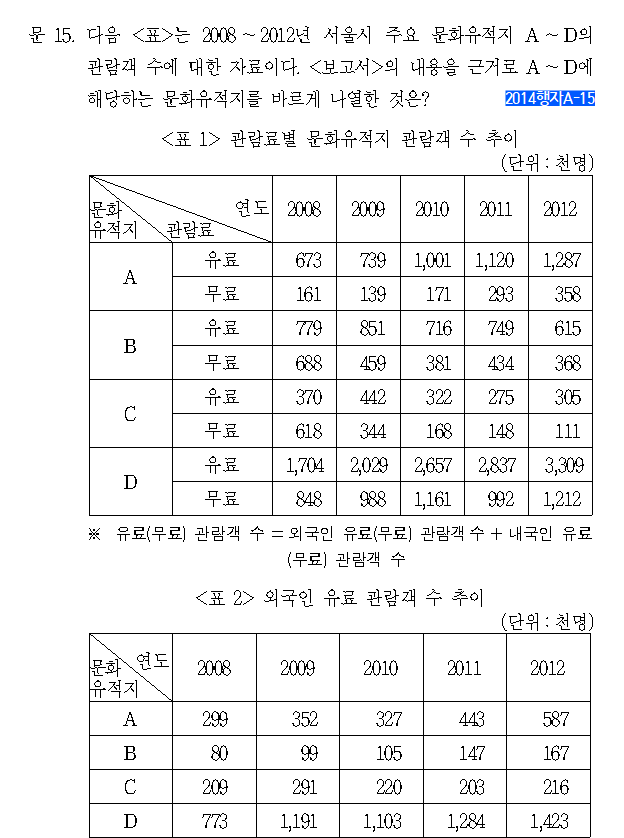 문 15. 다음 <표>는 2008 ~ 2012년 서울시 주요 문화유적지 A ~ D의
관람객 수에 대한 자료이다. <보고서>의 내용을 근거로 A ~ D에
해당하는 문화유적지를 바르게 나열한 것은? 2014행자A-15
<표 1> 관람료별 문화유적지 관람객 수 추이
(단위 : 천명)
문화유적지 관람료 연도 2008 2009 2010 2011 2012
A 유료 673 739 1,001 1,120 1,287
무료 161 139 171 293 358
B 유료 779 851 716 749 615
무료 688 459 381 434 368
C 유료 370 442 322 275 305
무료 618 344 168 148 111
D 유료 1,704 2,029 2,657 2,837 3,309
무료 848 988 1,161 992 1,212
※ 유료(무료) 관람객 수 = 외국인 유료(무료) 관람객 수 + 내국인 유료
(무료) 관람객 수
<표 2> 외국인 유료 관람객 수 추이
(단위 : 천명)
문화유적지 연도 2008 2009 2010 2011 2012
A 299 352 327 443 587
B 80 99 105 147 167
C 209 291 220 203 216
D 773 1,191 1,103 1,284 1,423